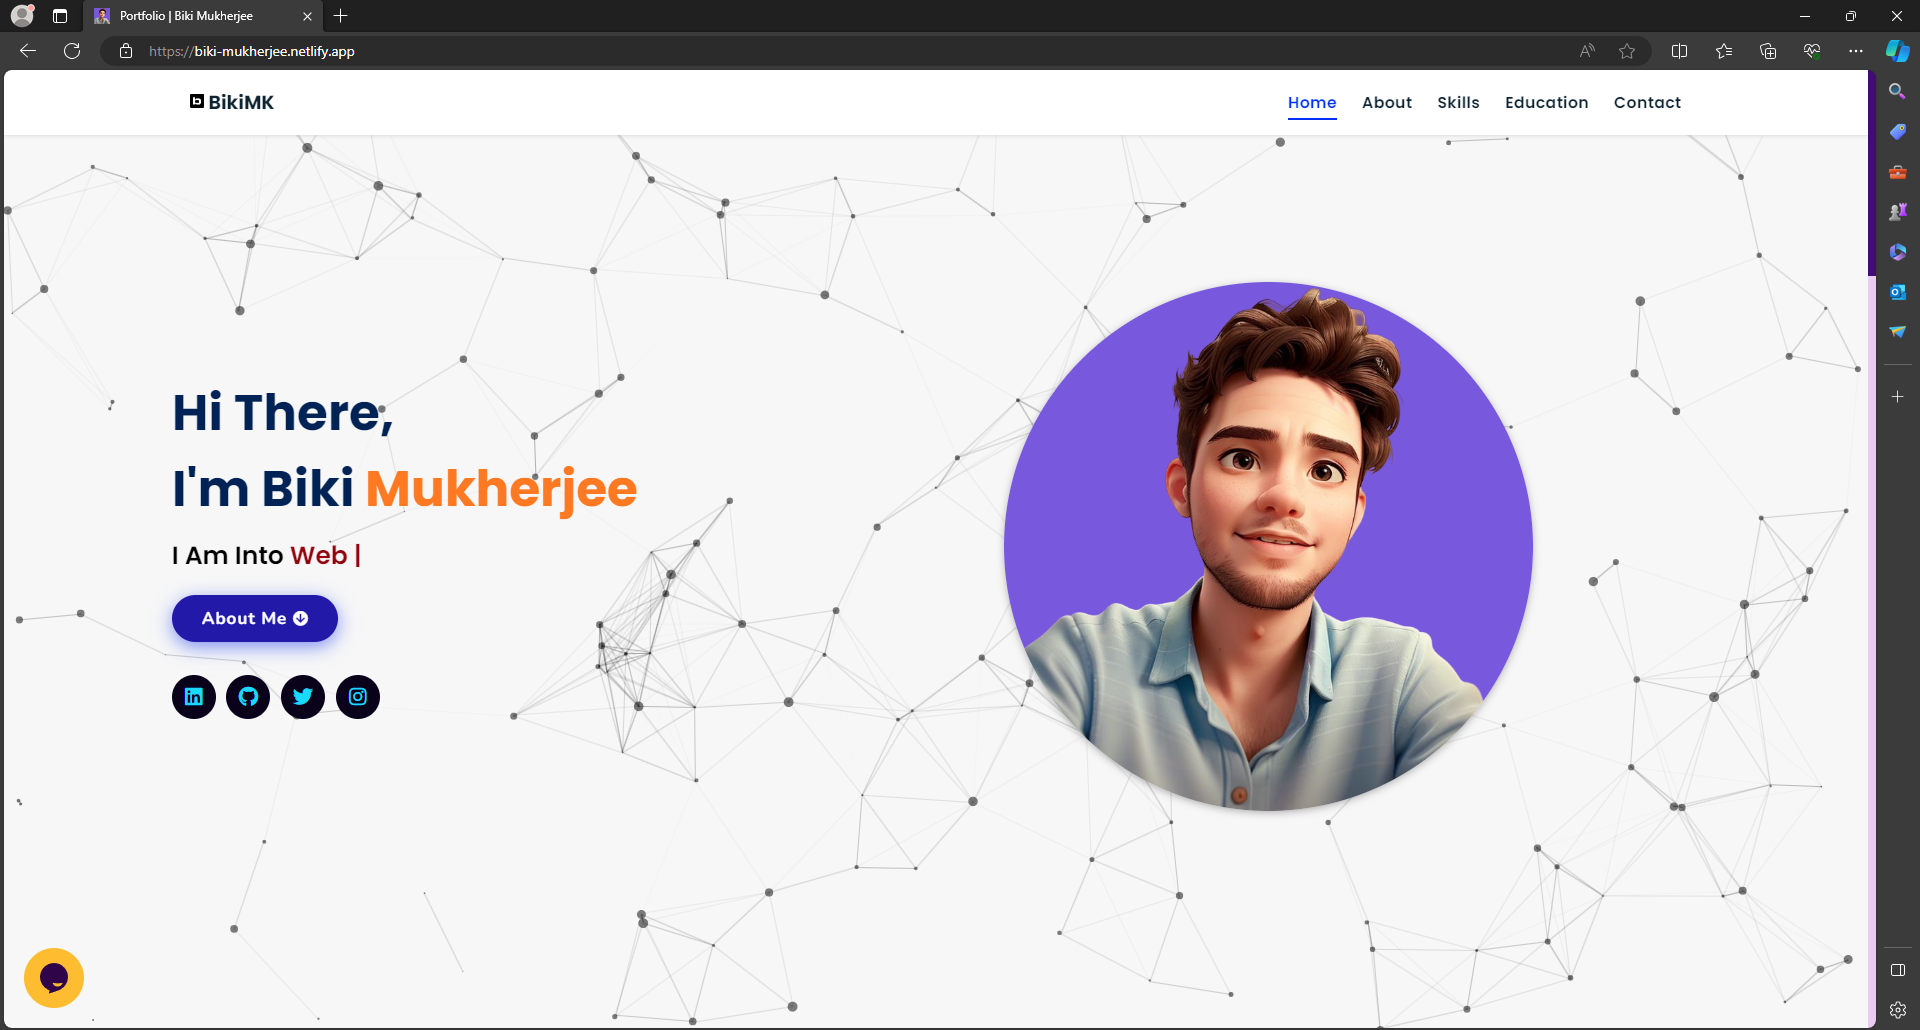 Portfolio | Biki Mukherjee
https://biki-mukherjee.netlify.app
BikiMK
Home About Skills Education Contact
Hi There,
I'm Biki Mukherjee
I Am Into Web |
About Me